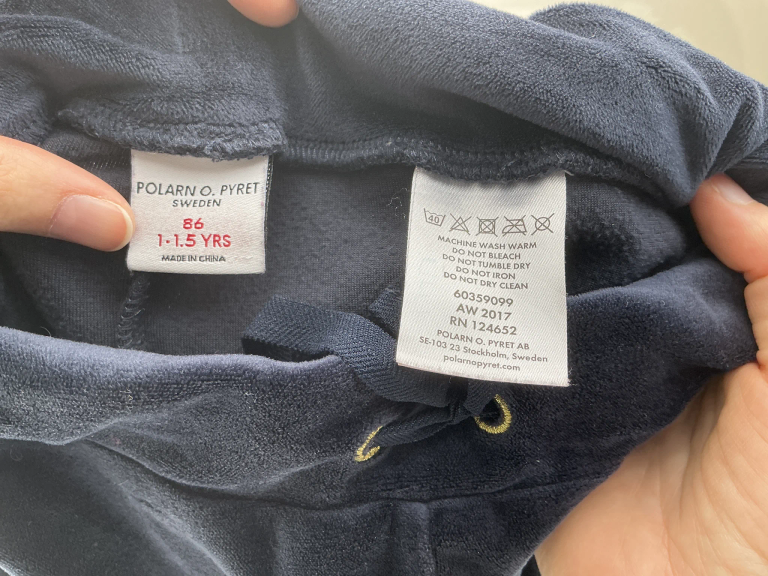 POLARN O. PYRET
SWEDEN
86
1-1.5 YRS
MADE IN CHINA
40
MACHINE WASH WARM
DO NOT BLEACH
DO NOT TUMBLE DRY
DO NOT IRON
DO NOT DRY CLEAN
60359099
AW 2017
RN 124652
POLARN O. PYRET AB
SE-103 23 Stockholm, Sweden
polarnopyret.com